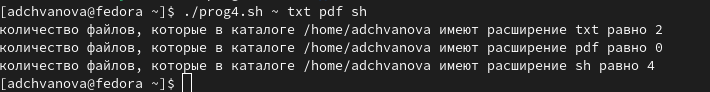 [adchvanova@fedora ~]$ ./prog4.sh ~ txt pdf sh
количество файлов, которые в каталоге /home/adchvanova имеют расширение txt равно 2
количество файлов, которые в каталоге /home/adchvanova имеют расширение pdf равно 0
количество файлов, которые в каталоге /home/adchvanova имеют расширение sh равно 4
[adchvanova@fedora ~]$